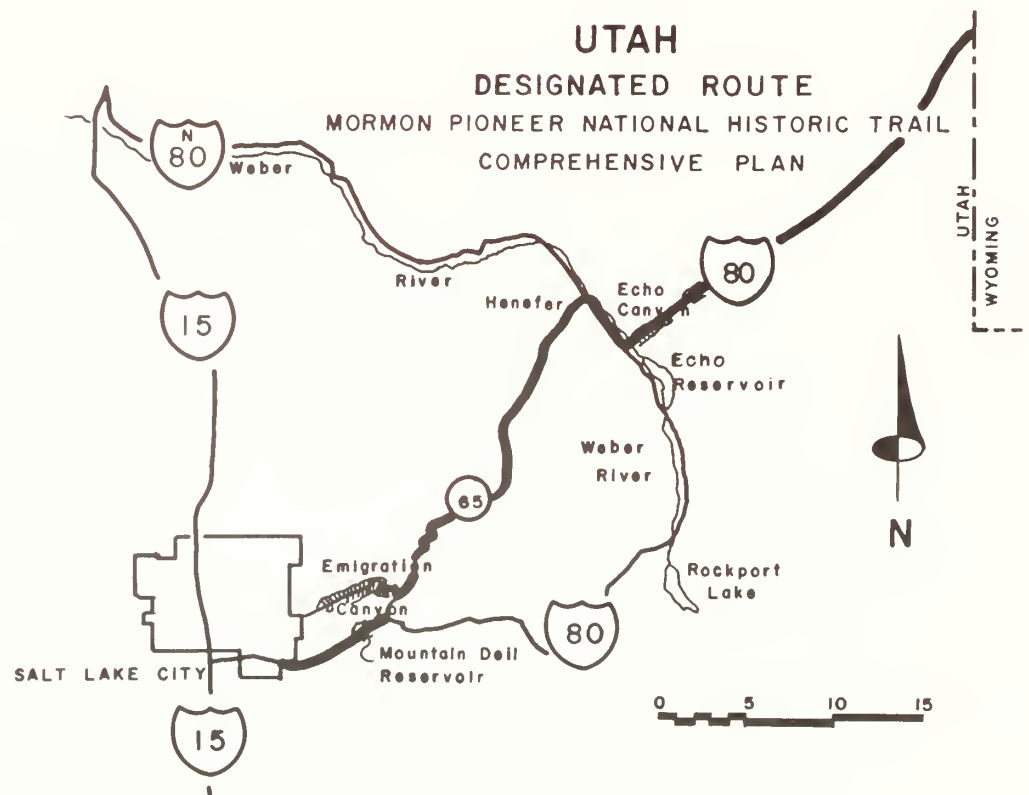 UTAH
DESIGNATED ROUTE
MORMON PIONEER NATIONAL HISTORIC TRAIL
COMPREHENSIVE PLAN
N
80
Weber
River
UTAH
WYOMING
80
15
Henefer
Echo
Canyon
Echo
Reservoir
Weber
River
65
N
Emigration
Canyon
Rockport
Lake
80
Mountain Dell
Reservoir
SALT LAKE CITY
0 5 10 15
15